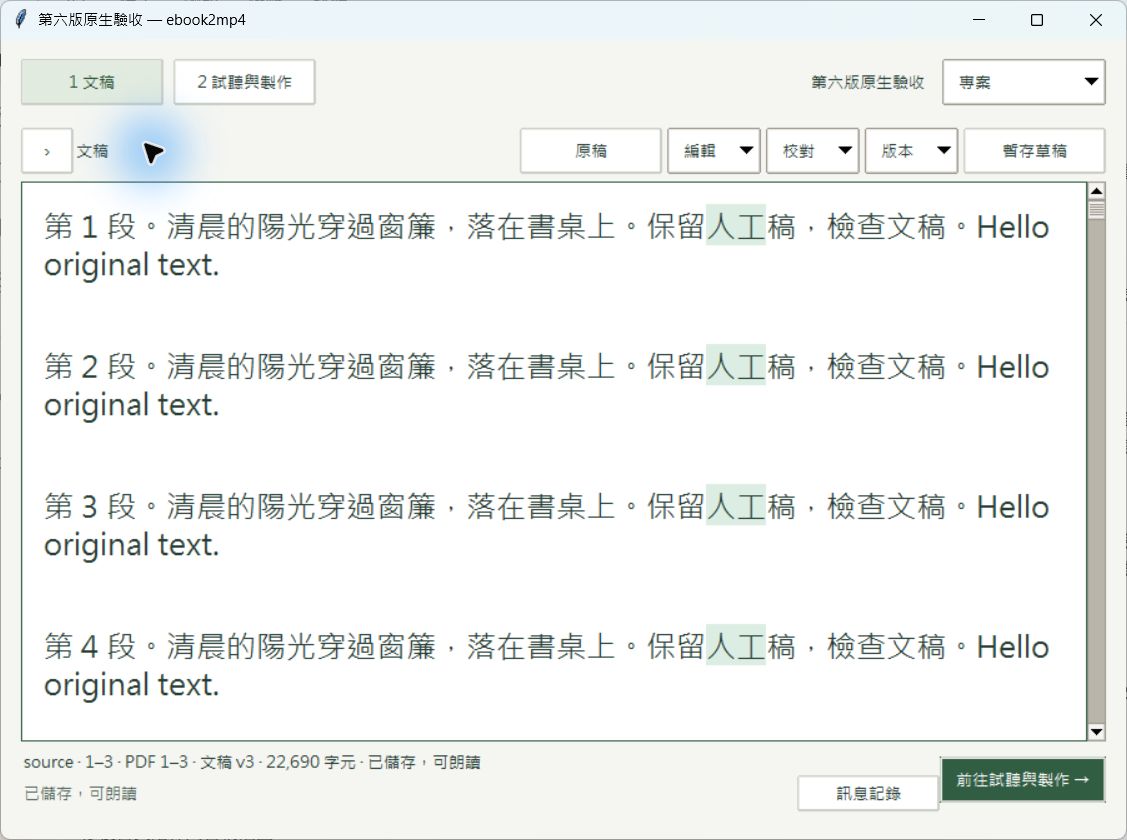 第六版原生驗收 — ebook2mp4
1 文稿
2 試聽與製作
第六版原生驗收
專案
› 文稿
原稿
編輯
校對
版本
暫存草稿
第 1 段。清晨的陽光穿過窗簾，落在書桌上。保留人工稿，檢查文稿。Hello
original text.
第 2 段。清晨的陽光穿過窗簾，落在書桌上。保留人工稿，檢查文稿。Hello
original text.
第 3 段。清晨的陽光穿過窗簾，落在書桌上。保留人工稿，檢查文稿。Hello
original text.
第 4 段。清晨的陽光穿過窗簾，落在書桌上。保留人工稿，檢查文稿。Hello
original text.
source · 1–3 · PDF 1–3 · 文稿 v3 · 22,690 字元 · 已儲存，可朗讀
已儲存，可朗讀
訊息記錄
前往試聽與製作 →